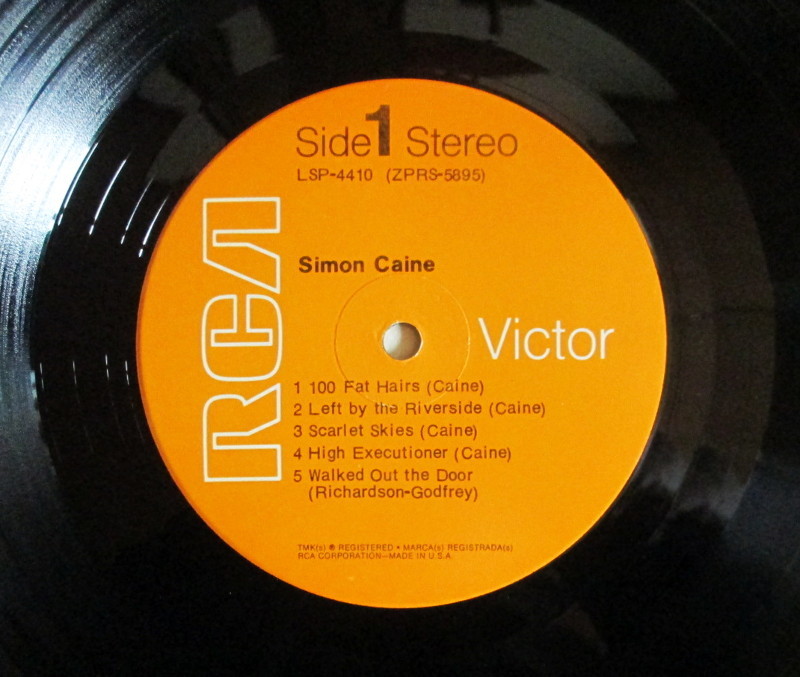 Side 1 Stereo
LSP-4410 (ZPRS-5895)
RCA
Simon Caine
Victor
1 100 Fat Hairs (Caine)
2 Left by the Riverside (Caine)
3 Scarlet Skies (Caine)
4 High Executioner (Caine)
5 Walked Out the Door
(Richardson-Godfrey)
TMK(s) ® REGISTERED • MARCA(s) REGISTRADA(s)
RCA CORPORATION—MADE IN U.S.A.